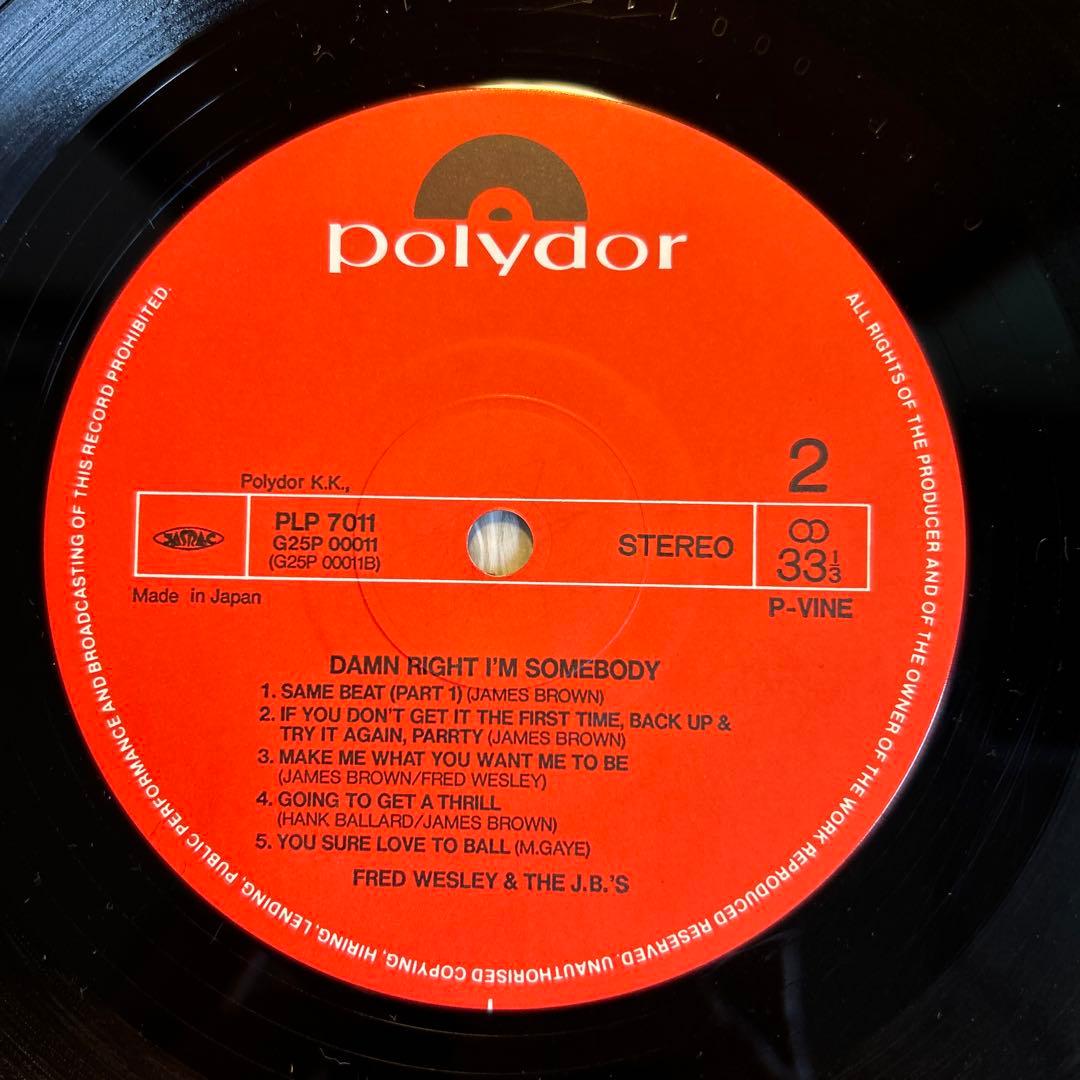 polydor
Polydor K.K.,
PLP 7011
G25P 00011
(G25P 00011B)
JASRAC
STEREO
2
33⅓
Made in Japan
P-VINE
DAMN RIGHT I'M SOMEBODY
1. SAME BEAT (PART 1) (JAMES BROWN)
2. IF YOU DON'T GET IT THE FIRST TIME, BACK UP &
TRY IT AGAIN, PARRTY (JAMES BROWN)
3. MAKE ME WHAT YOU WANT ME TO BE
(JAMES BROWN/FRED WESLEY)
4. GOING TO GET A THRILL
(HANK BALLARD/JAMES BROWN)
5. YOU SURE LOVE TO BALL (M.GAYE)
FRED WESLEY & THE J.B.'S
ALL RIGHTS OF THE PRODUCER AND OF THE OWNER OF THE WORK REPRODUCED RESERVED. UNAUTHORISED COPYING, HIRING, LENDING, PUBLIC PERFORMANCE AND BROADCASTING OF THIS RECORD PROHIBITED.